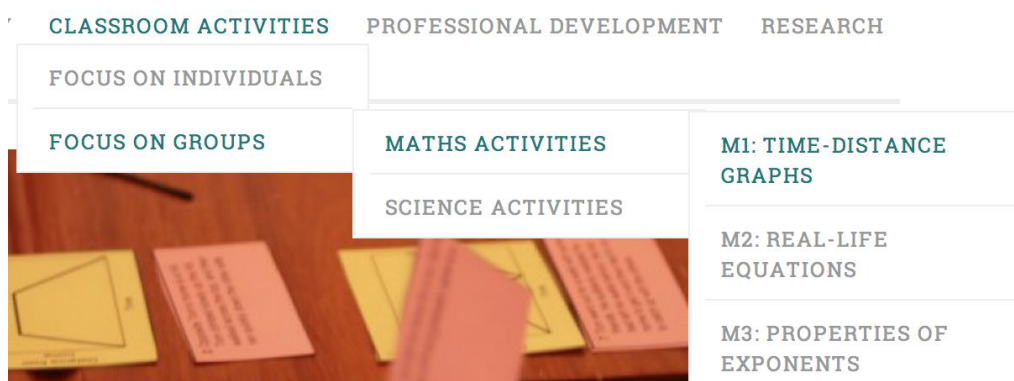 CLASSROOM ACTIVITIES PROFESSIONAL DEVELOPMENT RESEARCH
FOCUS ON INDIVIDUALS
FOCUS ON GROUPS
MATHS ACTIVITIES
SCIENCE ACTIVITIES
M1: TIME-DISTANCE
GRAPHS
M2: REAL-LIFE
EQUATIONS
M3: PROPERTIES OF
EXPONENTS